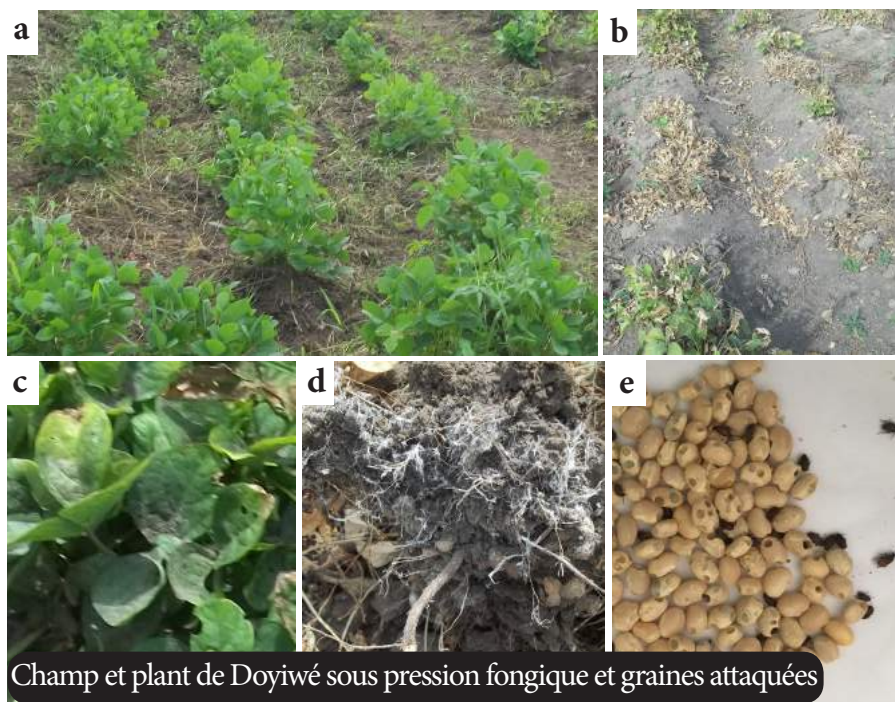 a
b
c
d
e
Champ et plant de Doyiwé sous pression fongique et graines attaquées